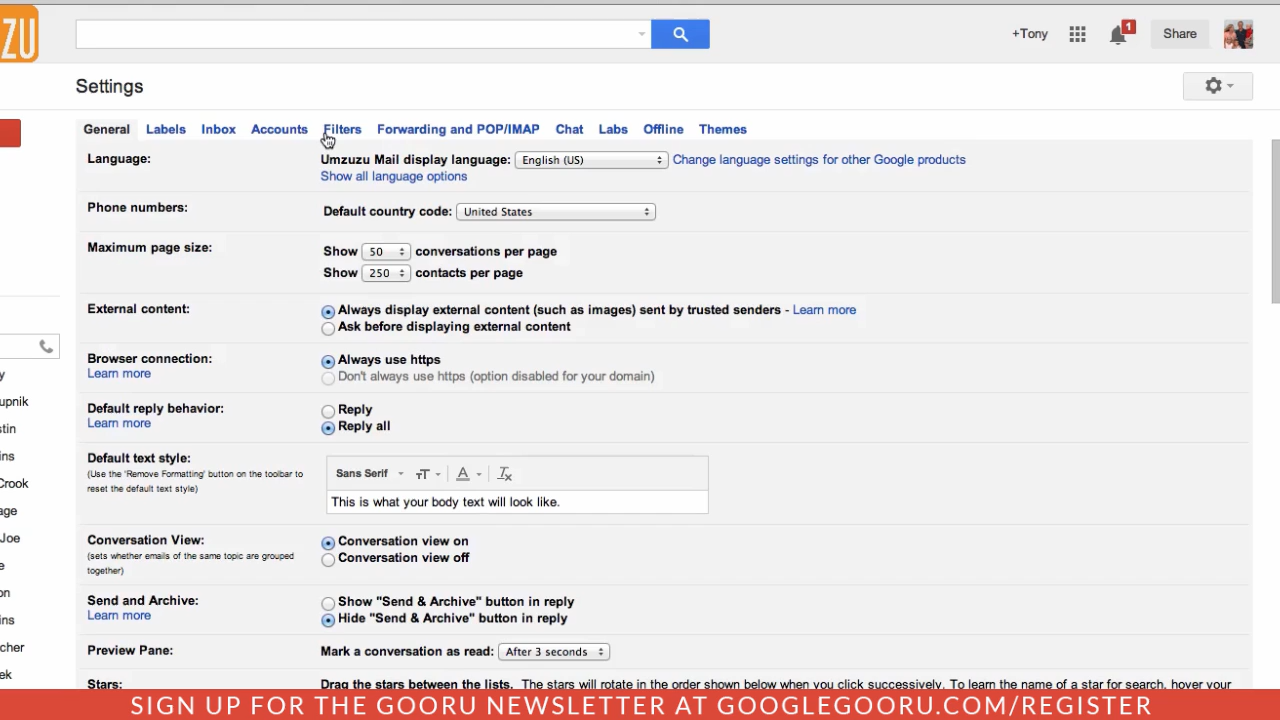 ZU
+Tony
1
Share
Settings
General Labels Inbox Accounts Filters Forwarding and POP/IMAP Chat Labs Offline Themes
Language: Umzuzu Mail display language: English (US) Change language settings for other Google products
Show all language options
Phone numbers: Default country code: United States
Maximum page size: Show 50 conversations per page
Show 250 contacts per page
External content: Always display external content (such as images) sent by trusted senders - Learn more
Ask before displaying external content
Browser connection: Always use https
Learn more Don't always use https (option disabled for your domain)
Default reply behavior: Reply
Learn more Reply all
Default text style:
(Use the 'Remove Formatting' button on the toolbar to
reset the default text style)
Sans Serif TT A Tx
This is what your body text will look like.
Conversation View: Conversation view on
(sets whether emails of the same topic are grouped
together)
Conversation view off
Send and Archive: Show "Send & Archive" button in reply
Learn more Hide "Send & Archive" button in reply
Preview Pane: Mark a conversation as read: After 3 seconds
Stars: Drag the stars between the lists. The stars will rotate in the order shown below when you click successively. To learn the name of a star for search, hover your
y
upnik
tin
ins
Crook
age
Joe
e
on
ins
cher
ek
SIGN UP FOR THE GOORU NEWSLETTER AT GOOGLEGOORU.COM/REGISTER